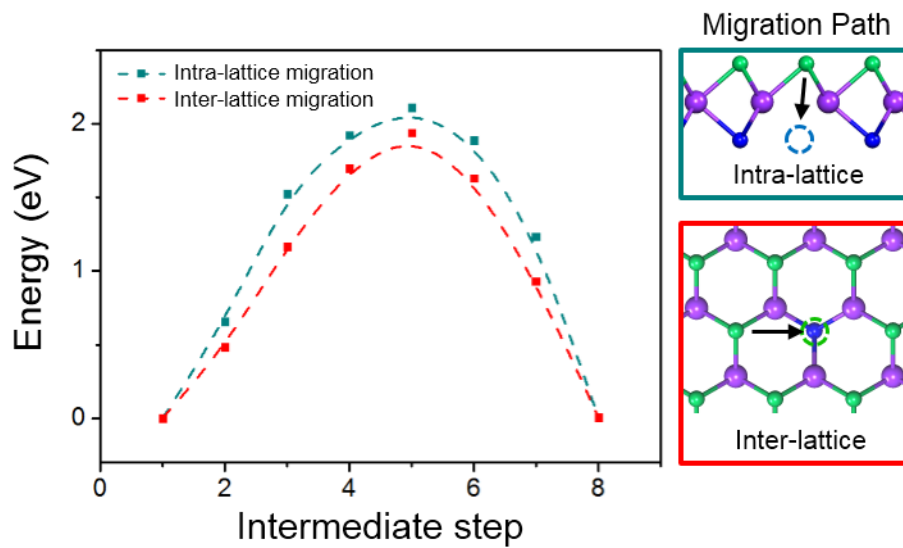 Migration Path
Intra-lattice migration
Inter-lattice migration
Energy (eV)
2
1
0
0
2
4
6
8
Intermediate step
Intra-lattice
Inter-lattice